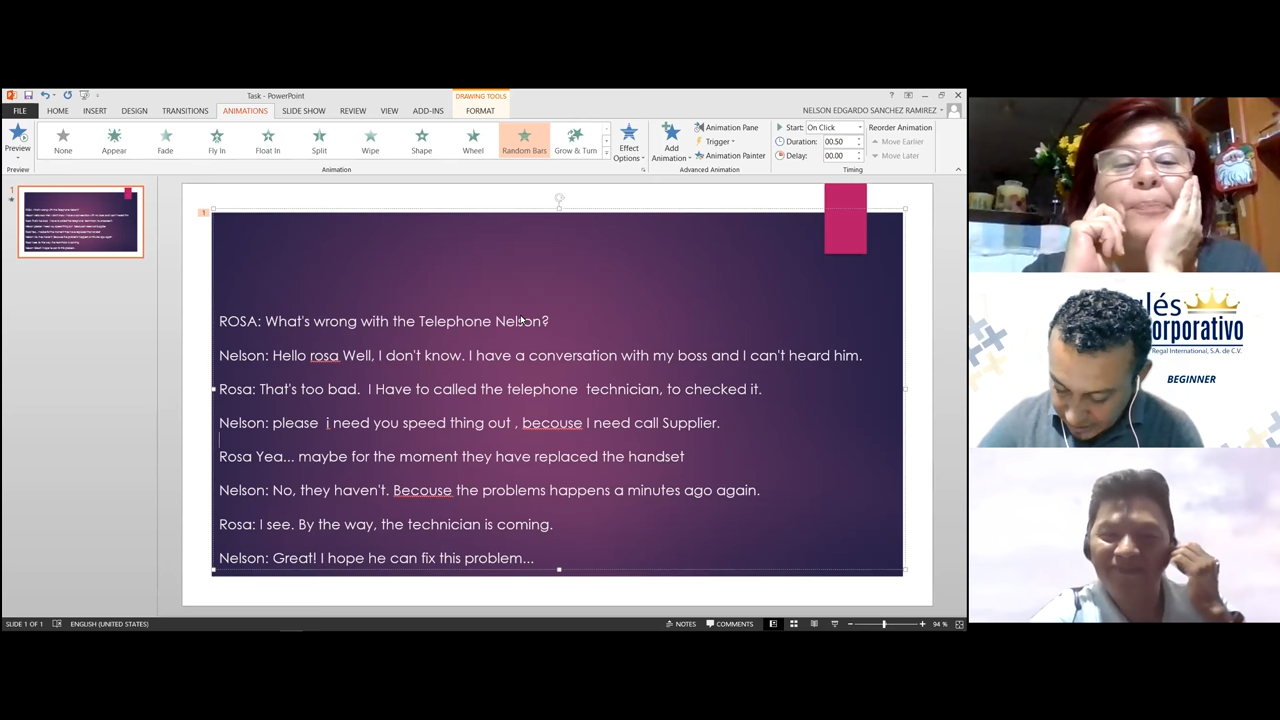 Task - PowerPoint
DRAWING TOOLS
FILE HOME INSERT DESIGN TRANSITIONS ANIMATIONS SLIDE SHOW REVIEW VIEW ADD-INS FORMAT
NELSON EDGARDO SANCHEZ RAMIREZ
Preview
None Appear Fade Fly In Float In Split Wipe Shape Wheel Random Bars Grow & Turn
Effect Options
Add Animation
Animation Pane
Trigger
Animation Painter
Start: On Click
Duration: 00.50
Delay: 00.00
Reorder Animation
Move Earlier
Move Later
Preview Animation Advanced Animation Timing
1
1
ROSA: What's wrong with the Telephone Nelson?
Nelson: Hello rosa Well, I don't know. I have a conversation with my boss and I can't heard him.
Rosa: That's too bad. I Have to called the telephone technician, to checked it.
Nelson: please i need you speed thing out , becouse I need call Supplier.
Rosa Yea... maybe for the moment they have replaced the handset
Nelson: No, they haven't. Becouse the problems happens a minutes ago again.
Rosa: I see. By the way, the technician is coming.
Nelson: Great! I hope he can fix this problem...
SLIDE 1 OF 1 ENGLISH (UNITED STATES) NOTES COMMENTS 94 %
glés
orporativo
Regal International, S.A. de C.V.
BEGINNER